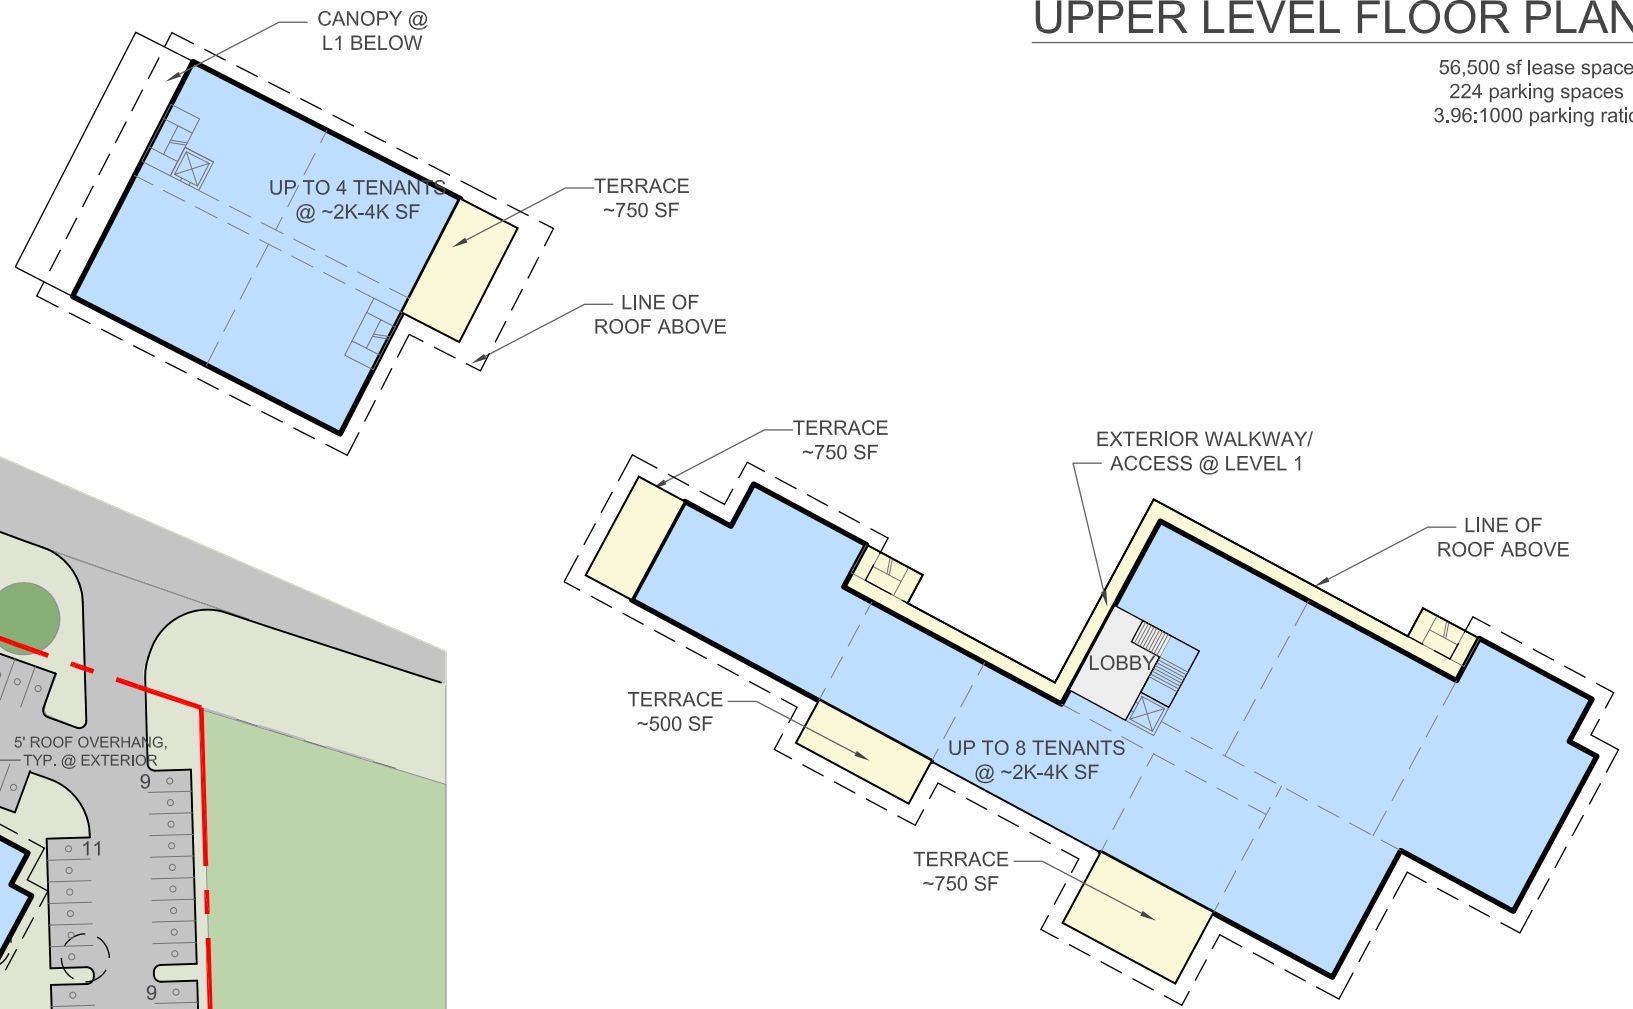 UPPER LEVEL FLOOR PLAN
56,500 sf lease space
224 parking spaces
3.96:1000 parking ratio
CANOPY @
L1 BELOW
UP TO 4 TENANTS
@ ~2K-4K SF
TERRACE
~750 SF
LINE OF
ROOF ABOVE
TERRACE
~750 SF
EXTERIOR WALKWAY/
ACCESS @ LEVEL 1
LINE OF
ROOF ABOVE
LOBBY
TERRACE
~500 SF
UP TO 8 TENANTS
@ ~2K-4K SF
TERRACE
~750 SF
5' ROOF OVERHANG,
TYP. @ EXTERIOR
9
11
9